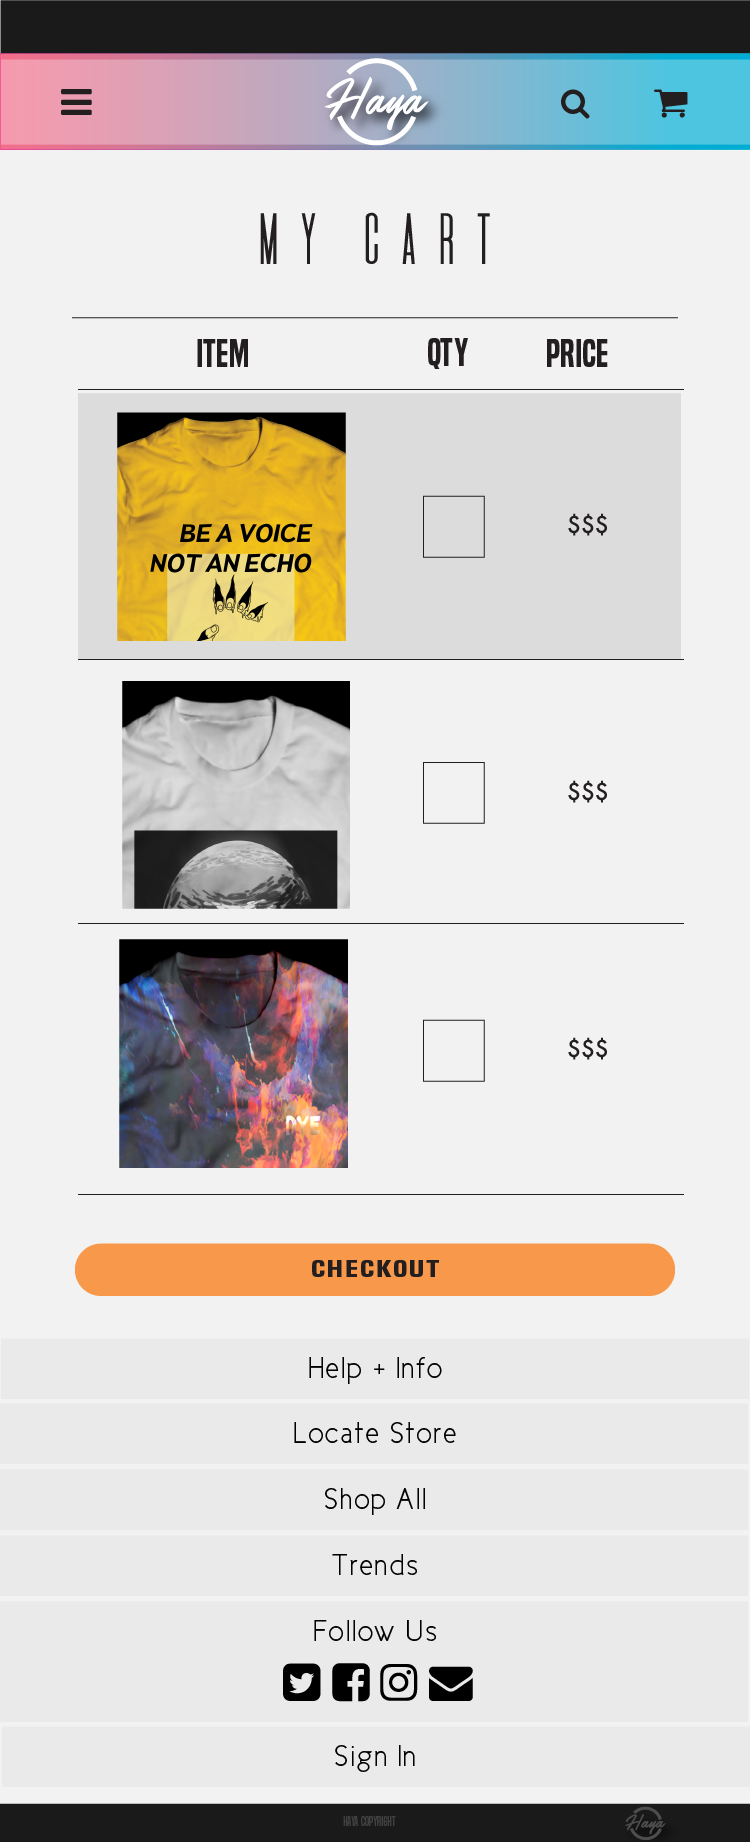 Haya
MY CART
ITEM QTY PRICE
BE A VOICE
NOT AN ECHO
$$$
$$$
DYE
$$$
CHECKOUT
Help + Info
Locate Store
Shop All
Trends
Follow Us
Sign In
HAYA COPYRIGHT
Haya